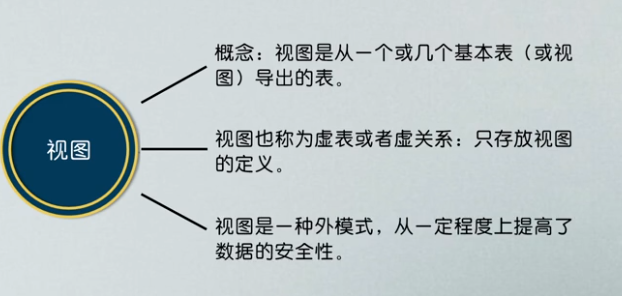 视图
概念：视图是从一个或几个基本表（或视
图）导出的表。
视图也称为虚表或者虚关系：只存放视图
的定义。
视图是一种外模式，从一定程度上提高了
数据的安全性。